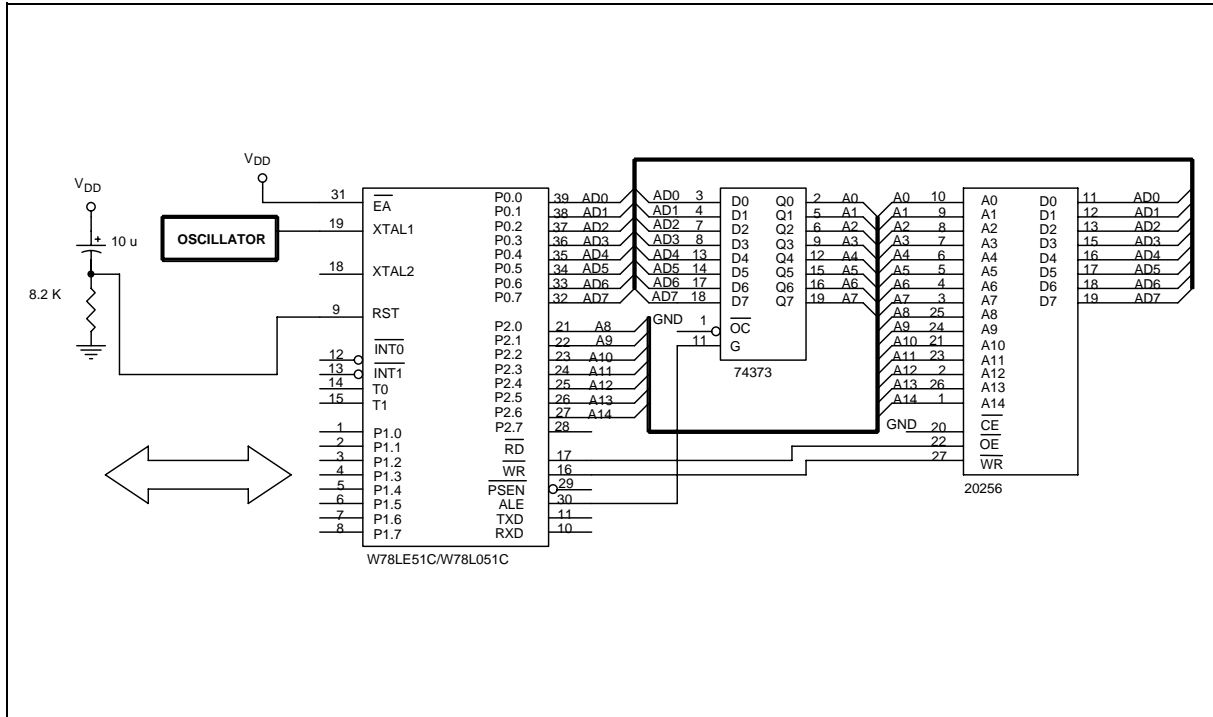 VDD
VDD
10 u
8.2 K
OSCILLATOR
31 EA
19 XTAL1
18 XTAL2
9 RST
12 INT0
13 INT1
14 T0
15 T1
1 P1.0
2 P1.1
3 P1.2
4 P1.3
5 P1.4
6 P1.5
7 P1.6
8 P1.7
P0.0 39 AD0
P0.1 38 AD1
P0.2 37 AD2
P0.3 36 AD3
P0.4 35 AD4
P0.5 34 AD5
P0.6 33 AD6
P0.7 32 AD7
P2.0 21 A8
P2.1 22 A9
P2.2 23 A10
P2.3 24 A11
P2.4 25 A12
P2.5 26 A13
P2.6 27 A14
P2.7 28
RD 17
WR 16
PSEN 29
ALE 30
TXD 11
RXD 10
W78LE51C/W78L051C
AD0 3 D0 Q0 2 A0
AD1 4 D1 Q1 5 A1
AD2 7 D2 Q2 6 A2
AD3 8 D3 Q3 9 A3
AD4 13 D4 Q4 12 A4
AD5 14 D5 Q5 15 A5
AD6 17 D6 Q6 16 A6
AD7 18 D7 Q7 19 A7
GND 1 OC
11 G
74373
A0 10 A0 D0 11 AD0
A1 9 A1 D1 12 AD1
A2 8 A2 D2 13 AD2
A3 7 A3 D3 15 AD3
A4 6 A4 D4 16 AD4
A5 5 A5 D5 17 AD5
A6 4 A6 D6 18 AD6
A7 3 A7 D7 19 AD7
A8 25 A8
A9 24 A9
A10 21 A10
A11 23 A11
A12 2 A12
A13 26 A13
A14 1 A14
GND 20 CE
22 OE
27 WR
20256